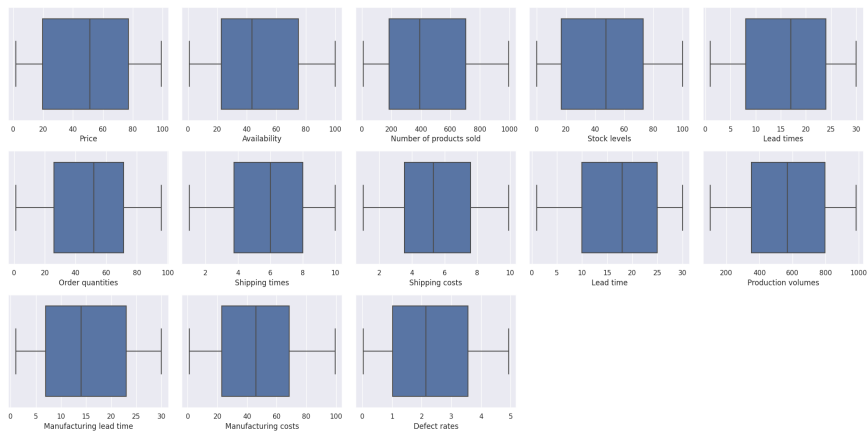 0 20 40 60 80 100
Price
0 20 40 60 80 100
Availability
0 200 400 600 800 1000
Number of products sold
0 20 40 60 80 100
Stock levels
0 5 10 15 20 25 30
Lead times
0 20 40 60 80 100
Order quantities
2 4 6 8 10
Shipping times
2 4 6 8 10
Shipping costs
0 5 10 15 20 25 30
Lead time
200 400 600 800 1000
Production volumes
0 5 10 15 20 25 30
Manufacturing lead time
0 20 40 60 80 100
Manufacturing costs
0 1 2 3 4 5
Defect rates